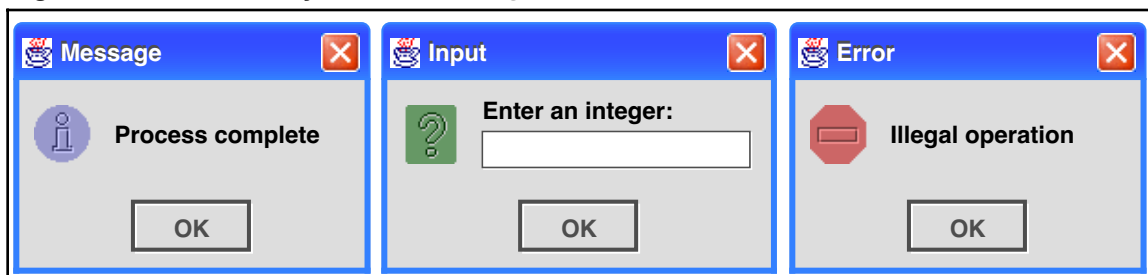 Message
Process complete
OK
Input
Enter an integer:
OK
Error
Illegal operation
OK